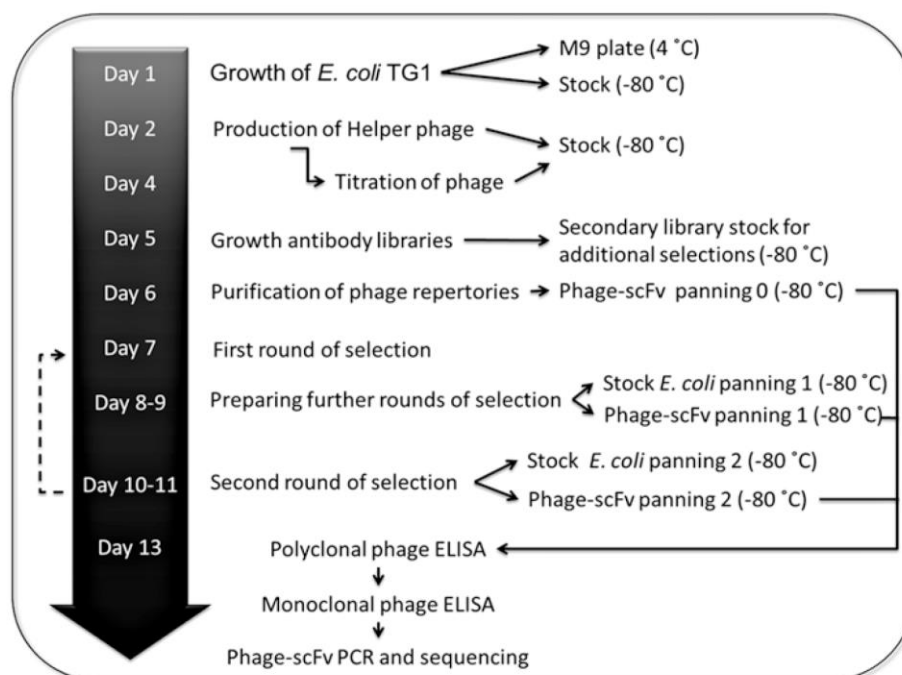 Day 1
Growth of E. coli TG1
M9 plate (4 ˚C)
Stock (-80 ˚C)
Day 2
Production of Helper phage
Stock (-80 ˚C)
Day 4
Titration of phage
Day 5
Growth antibody libraries
Secondary library stock for
additional selections (-80 ˚C)
Day 6
Purification of phage repertories
Phage-scFv panning 0 (-80 ˚C)
Day 7
First round of selection
Day 8-9
Preparing further rounds of selection
Stock E. coli panning 1 (-80 ˚C)
Phage-scFv panning 1 (-80 ˚C)
Day 10-11
Second round of selection
Stock E. coli panning 2 (-80 ˚C)
Phage-scFv panning 2 (-80 ˚C)
Day 13
Polyclonal phage ELISA
Monoclonal phage ELISA
Phage-scFv PCR and sequencing